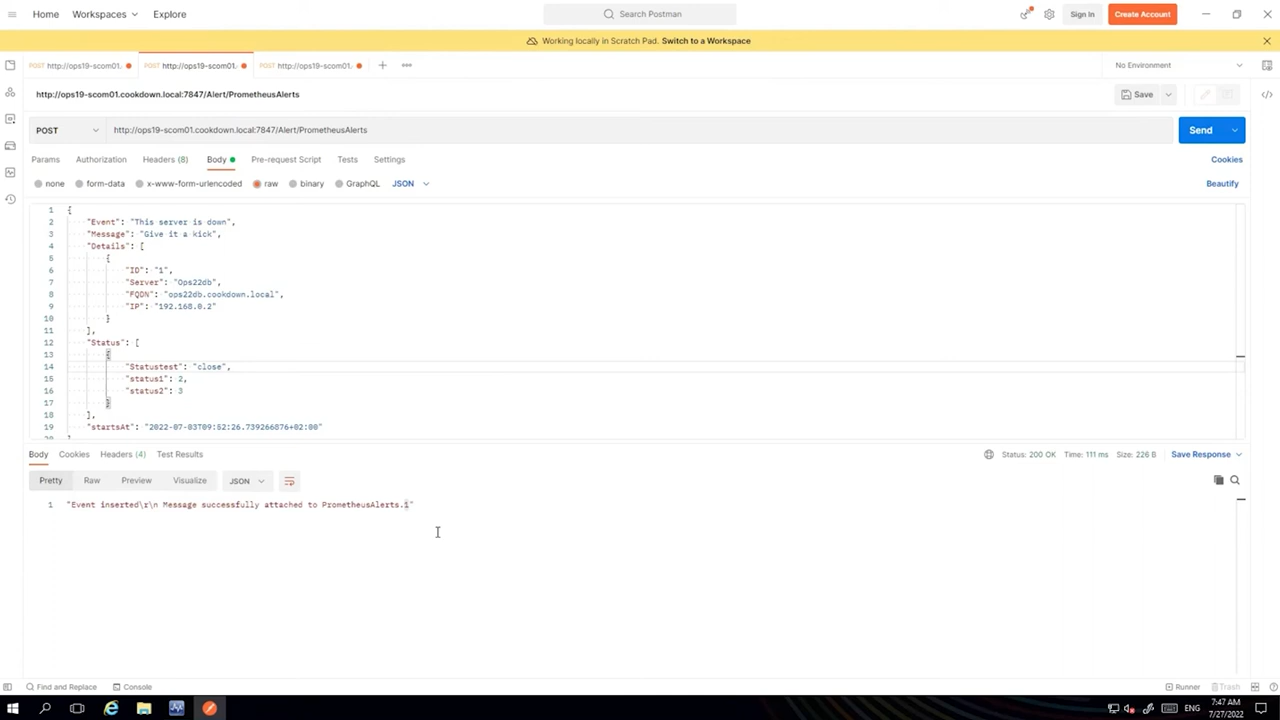 Home Workspaces Explore Search Postman Sign In Create Account
Working locally in Scratch Pad. Switch to a Workspace
POST http://ops19-scom01. POST http://ops19-scom01. POST http://ops19-scom01. No Environment
http://ops19-scom01.cookdown.local:7847/Alert/PrometheusAlerts Save
POST http://ops19-scom01.cookdown.local:7847/Alert/PrometheusAlerts Send
Params Authorization Headers (8) Body Pre-request Script Tests Settings Cookies
none form-data x-www-form-urlencoded raw binary GraphQL JSON Beautify
1 {
2 "Event": "This server is down",
3 "Message": "Give it a kick",
4 "Details": [
5 {
6 "ID": "1",
7 "Server": "Ops22db",
8 "FQDN": "ops22db.cookdown.local",
9 "IP": "192.168.0.2"
10 }
11 ],
12 "Status": [
13 {
14 "Statustest": "close",
15 "status1": 2,
16 "status2": 3
17 }
18 ],
19 "startsAt": "2022-07-03T09:52:26.739266876+02:00"
20 }
Body Cookies Headers (4) Test Results Status: 200 OK Time: 111 ms Size: 226 B Save Response
Pretty Raw Preview Visualize JSON
1 "Event inserted\r\n Message successfully attached to PrometheusAlerts.1"
Find and Replace Console Runner Trash
ENG 7:47 AM
7/27/2022